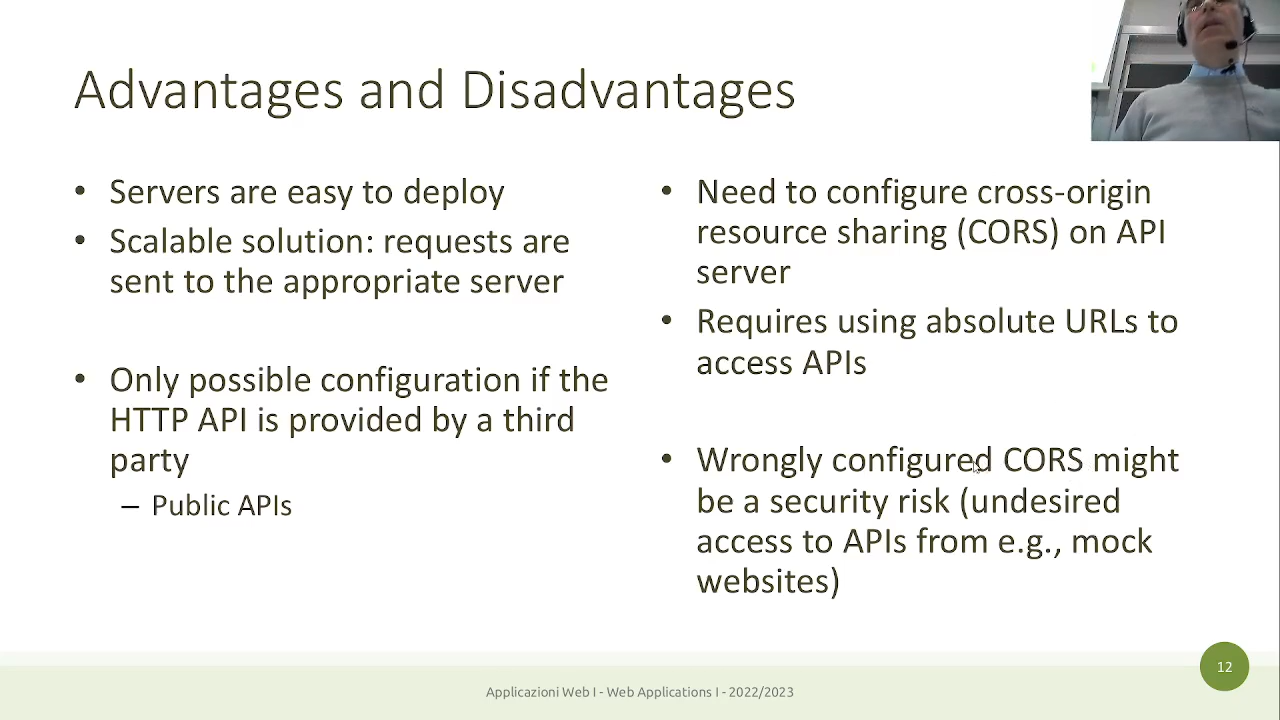 Advantages and Disadvantages
• Servers are easy to deploy
• Scalable solution: requests are
sent to the appropriate server
• Only possible configuration if the
HTTP API is provided by a third
party
– Public APIs
• Need to configure cross-origin
resource sharing (CORS) on API
server
• Requires using absolute URLs to
access APIs
• Wrongly configured CORS might
be a security risk (undesired
access to APIs from e.g., mock
websites)
Applicazioni Web I - Web Applications I - 2022/2023
12